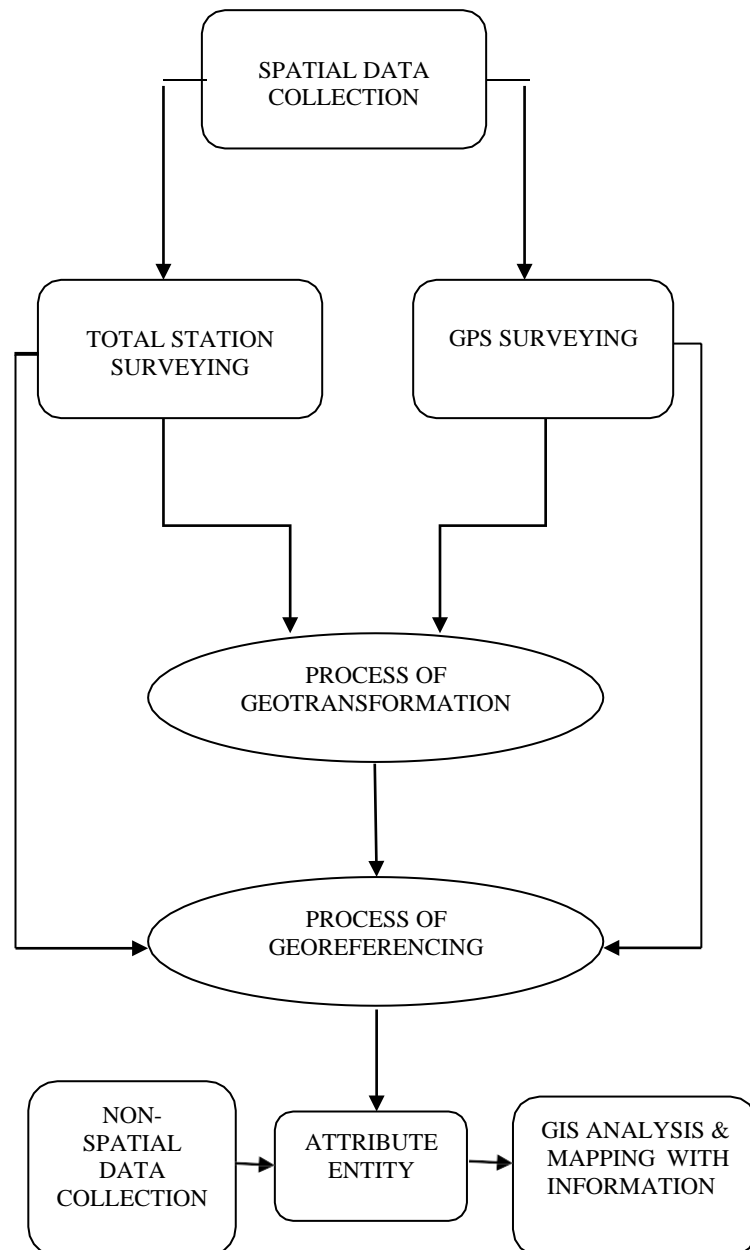 SPATIAL DATA
COLLECTION
TOTAL STATION
SURVEYING
GPS SURVEYING
PROCESS OF
GEOTRANSFORMATION
PROCESS OF
GEOREFERENCING
NON-
SPATIAL
DATA
COLLECTION
ATTRIBUTE
ENTITY
GIS ANALYSIS &
MAPPING WITH
INFORMATION